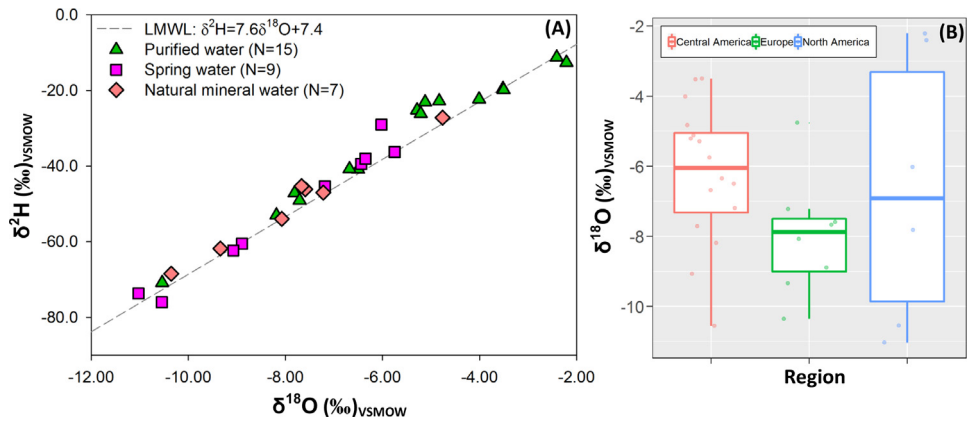 (A)
LMWL: δ²H=7.6δ¹⁸O+7.4
Purified water (N=15)
Spring water (N=9)
Natural mineral water (N=7)
0.0
-20.0
-40.0
-60.0
-80.0
δ²H (‰)VSMOW
-12.00 -10.00 -8.00 -6.00 -4.00 -2.00
δ¹⁸O (‰)VSMOW
(B)
Central America Europe North America
-2
-4
-6
-8
-10
δ¹⁸O (‰)VSMOW
Region